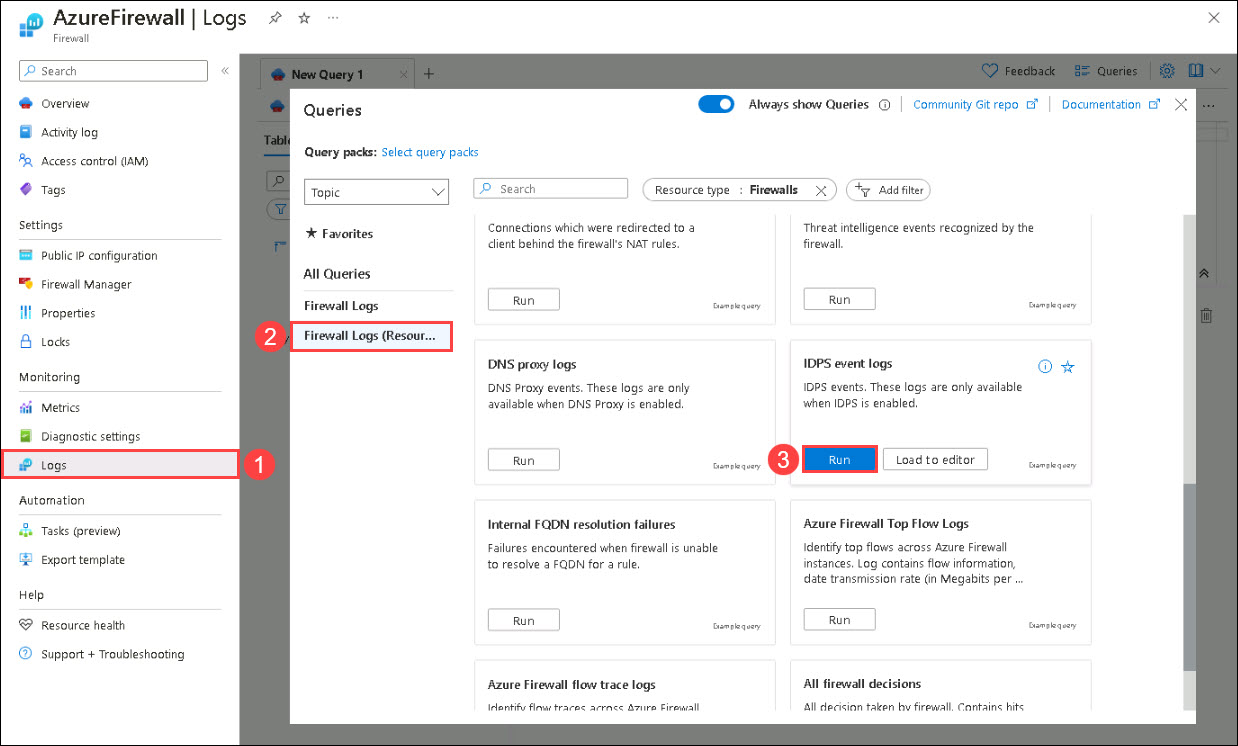 AzureFirewall | Logs
Firewall
Search
Overview
Activity log
Access control (IAM)
Tags
Settings
Public IP configuration
Firewall Manager
Properties
Locks
Monitoring
Metrics
Diagnostic settings
Logs
1
Automation
Tasks (preview)
Export template
Help
Resource health
Support + Troubleshooting
New Query 1
Feedback
Queries
Queries
Always show Queries
Community Git repo
Documentation
Query packs: Select query packs
Topic
Search
Resource type : Firewalls
Add filter
Favorites
All Queries
Firewall Logs
2
Firewall Logs (Resour...
Connections which were redirected to a
client behind the firewall's NAT rules.
Run
Example query
Threat intelligence events recognized by the
firewall.
Run
Example query
DNS proxy logs
DNS Proxy events. These logs are only
available when DNS Proxy is enabled.
Run
Example query
IDPS event logs
IDPS events. These logs are only available
when IDPS is enabled.
3
Run
Load to editor
Example query
Internal FQDN resolution failures
Failures encountered when firewall is unable
to resolve a FQDN for a rule.
Run
Example query
Azure Firewall Top Flow Logs
Identify top flows across Azure Firewall
instances. Log contains flow information,
date transmission rate (in Megabits per ...
Run
Example query
Azure Firewall flow trace logs
Identify flow traces across Azure Firewall
All firewall decisions
All decision taken by firewall. Contains hits